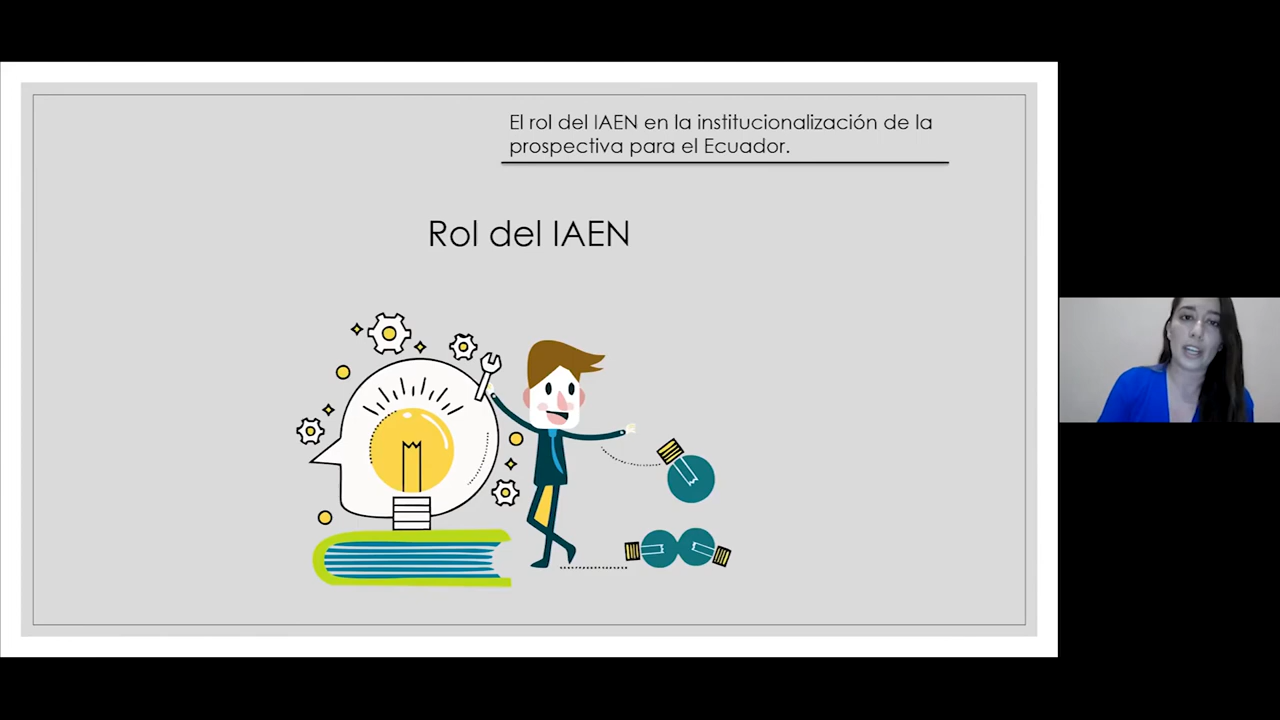 El rol del IAEN en la institucionalización de la
prospectiva para el Ecuador.
Rol del IAEN